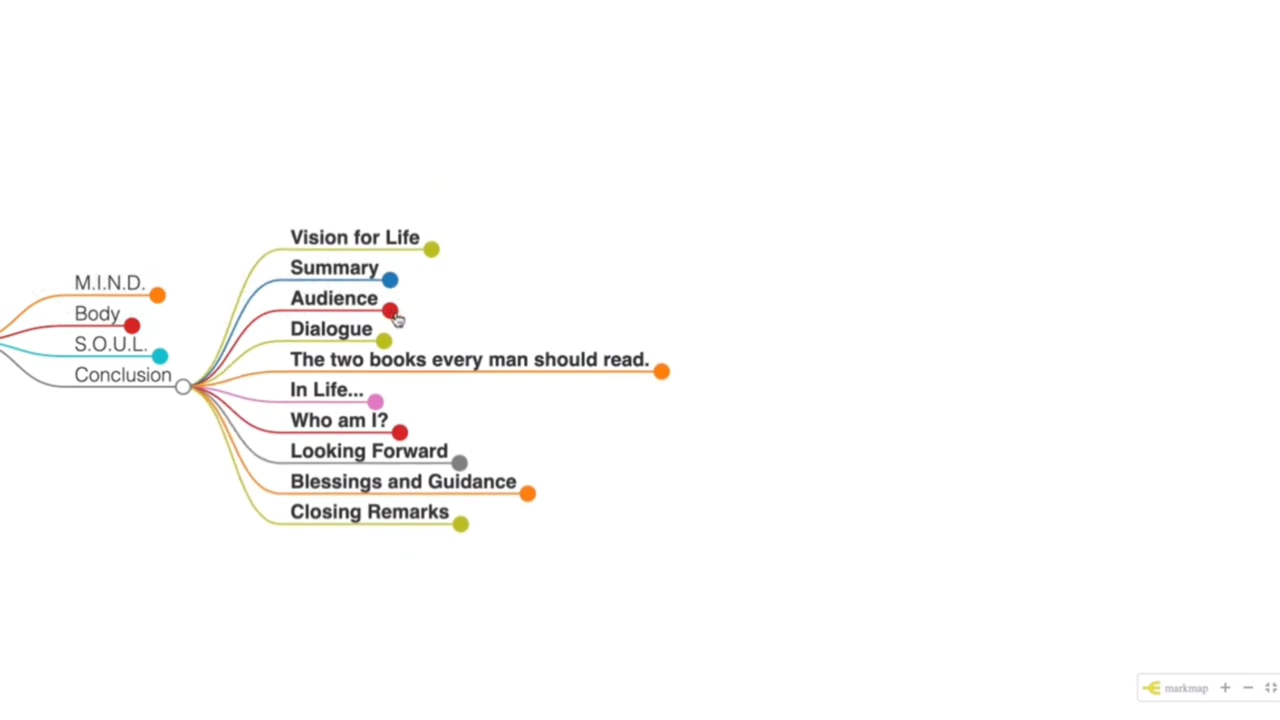 M.I.N.D.
Body
S.O.U.L.
Conclusion
Vision for Life
Summary
Audience
Dialogue
The two books every man should read.
In Life...
Who am I?
Looking Forward
Blessings and Guidance
Closing Remarks
markmap + −